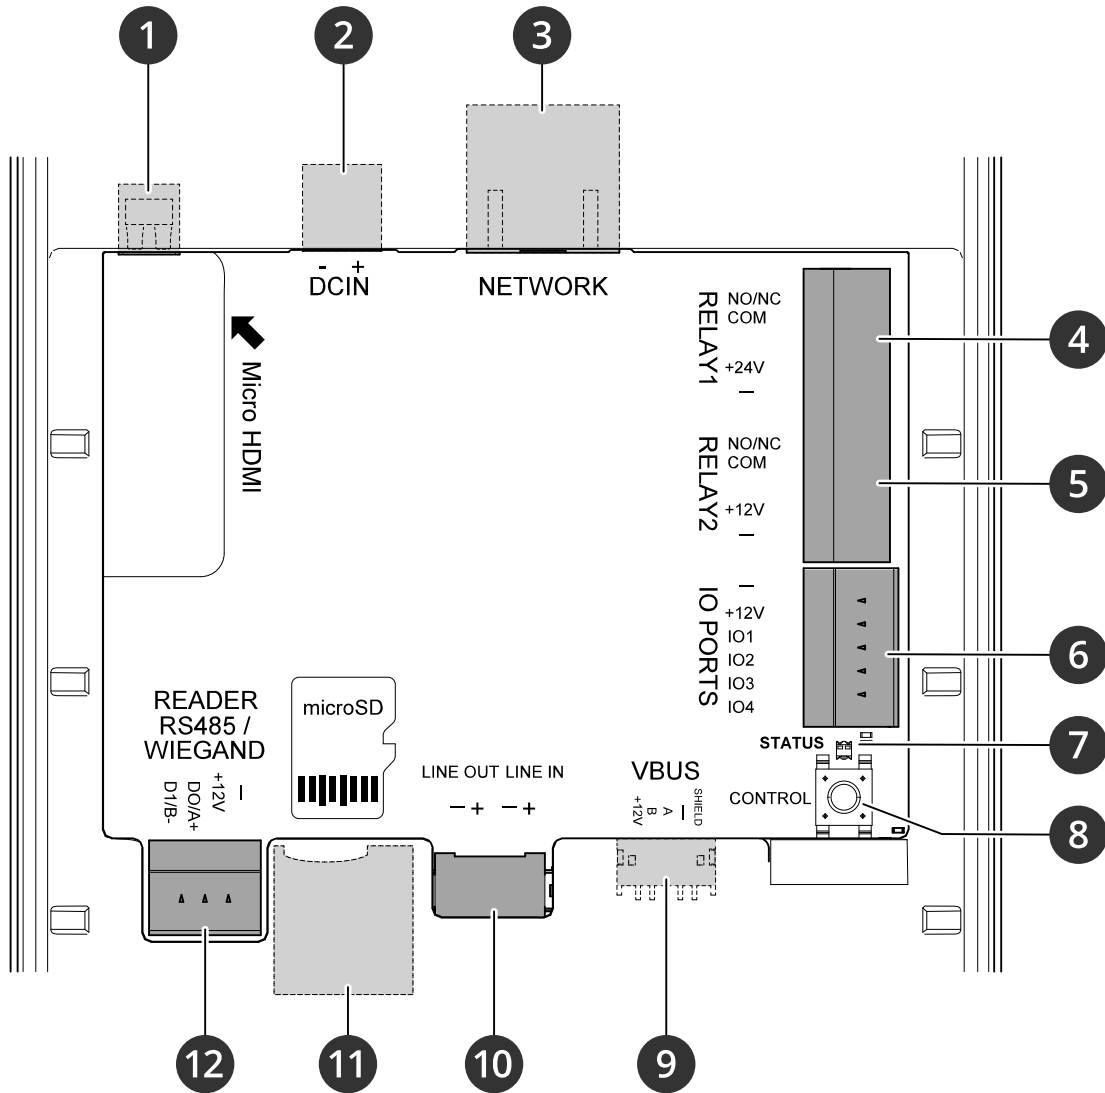 1
2
3
- +
DCIN
NETWORK
Micro HDMI
RELAY1
NO/NC
COM
+24V
—
4
RELAY2
NO/NC
COM
+12V
—
5
IO PORTS
—
+12V
IO1
IO2
IO3
IO4
6
STATUS
7
CONTROL
8
READER
RS485 /
WIEGAND
D1/B-
DO/A+
+12V
—
microSD
LINE OUT LINE IN
— + — +
VBUS
+12V
B
A
—
SHIELD
12
11
10
9